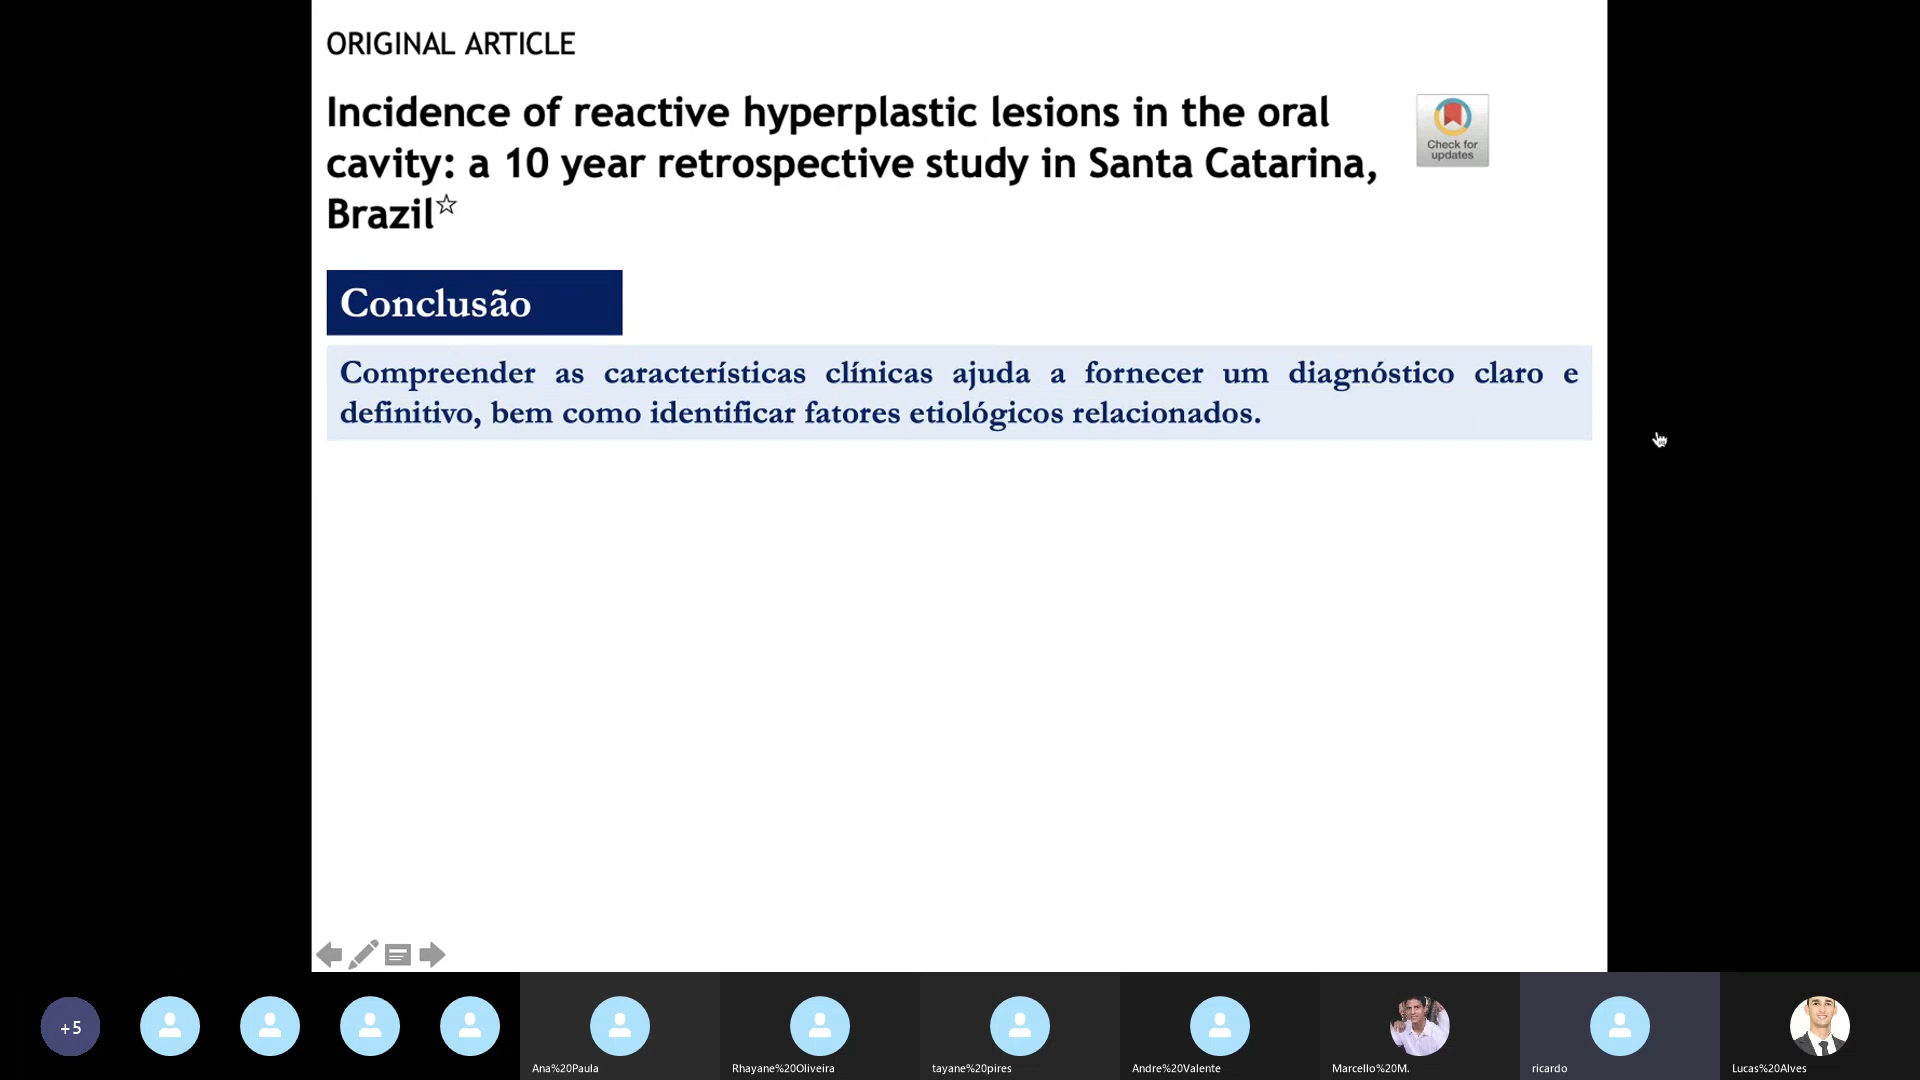 ORIGINAL ARTICLE
Incidence of reactive hyperplastic lesions in the oral
cavity: a 10 year retrospective study in Santa Catarina,
Brazil☆
Check for
updates
Conclusão
Compreender as características clínicas ajuda a fornecer um diagnóstico claro e
definitivo, bem como identificar fatores etiológicos relacionados.
+5
Ana%20Paula
Rhayane%20Oliveira
tayane%20pires
Andre%20Valente
Marcello%20M.
ricardo
Lucas%20Alves